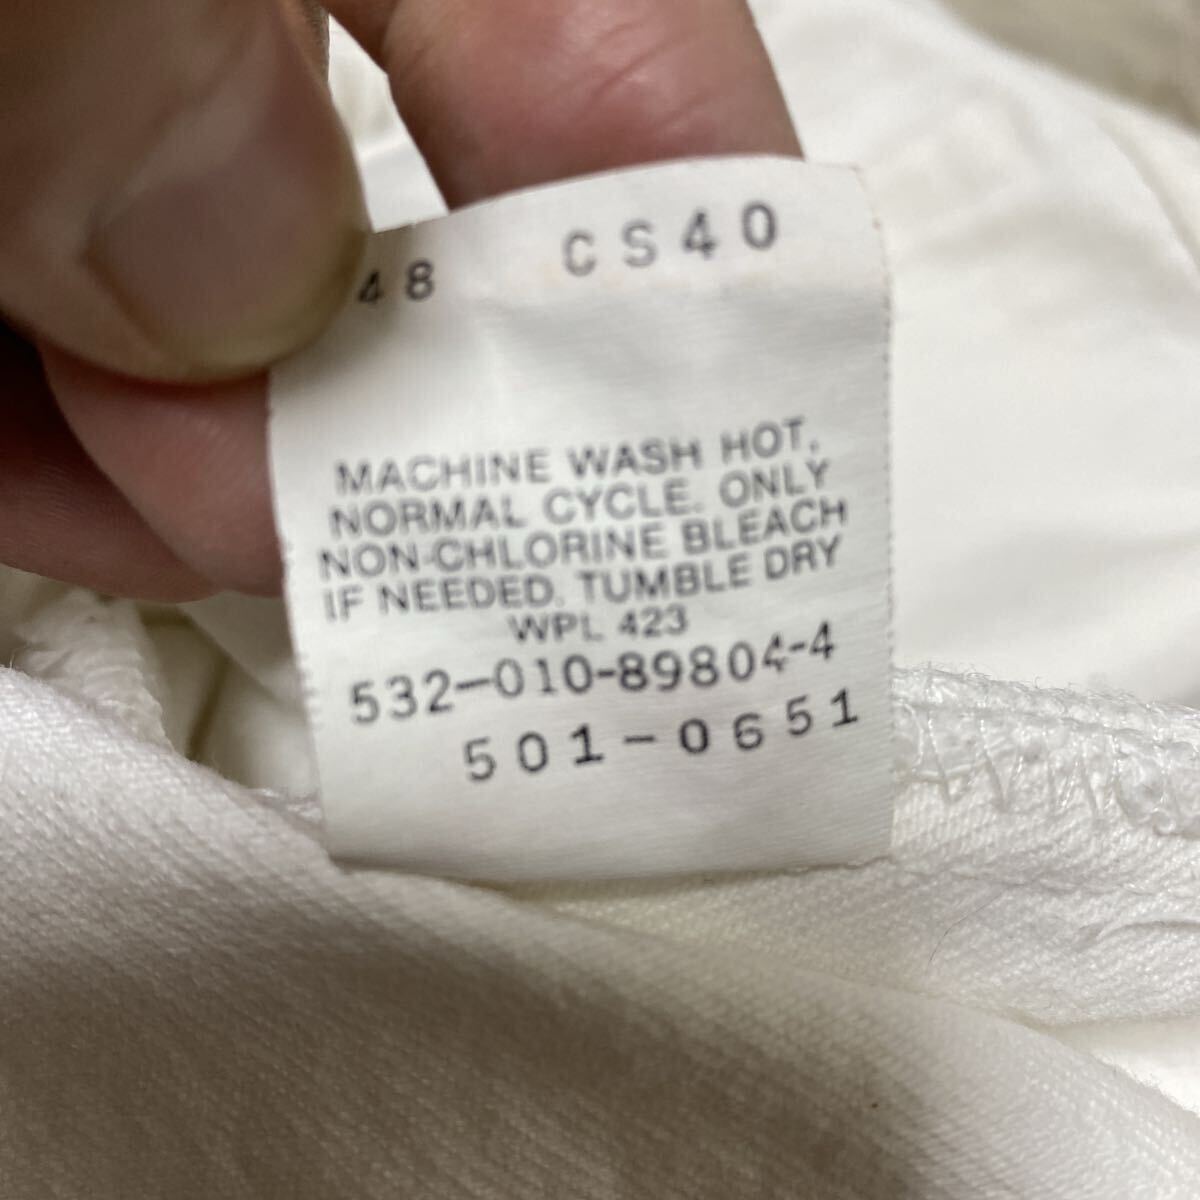 48 CS40
MACHINE WASH HOT,
NORMAL CYCLE. ONLY
NON-CHLORINE BLEACH
IF NEEDED. TUMBLE DRY
WPL 423
532-010-89804-4
501-0651